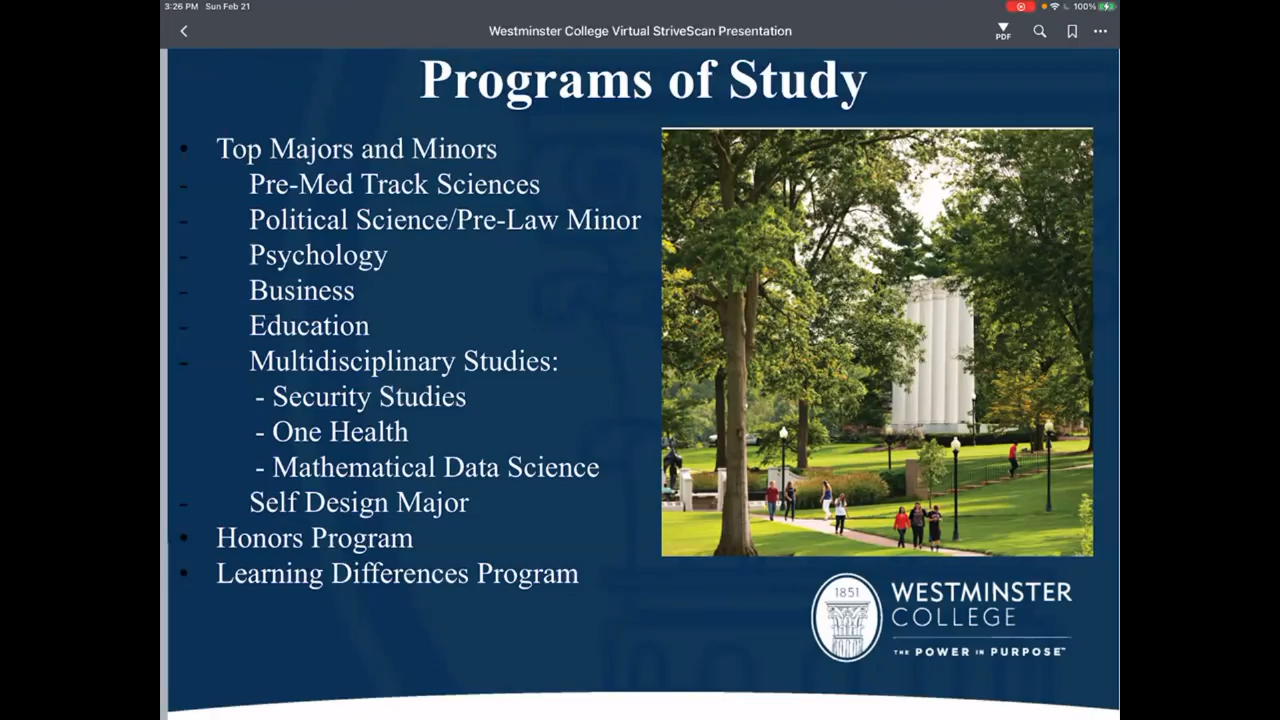 3:26 PM Sun Feb 21
100%
Westminster College Virtual StriveScan Presentation
PDF
Programs of Study
• Top Majors and Minors
- Pre-Med Track Sciences
- Political Science/Pre-Law Minor
- Psychology
- Business
- Education
- Multidisciplinary Studies:
- Security Studies
- One Health
- Mathematical Data Science
- Self Design Major
• Honors Program
• Learning Differences Program
1851
WESTMINSTER
COLLEGE
THE POWER IN PURPOSE™